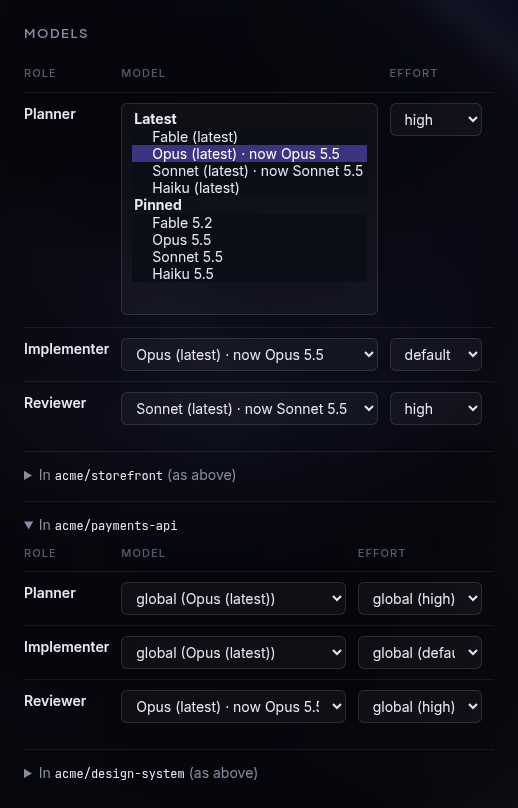 MODELS
ROLE MODEL EFFORT
Planner
Latest
high
Fable (latest)
Opus (latest) · now Opus 5.5
Sonnet (latest) · now Sonnet 5.5
Haiku (latest)
Pinned
Fable 5.2
Opus 5.5
Sonnet 5.5
Haiku 5.5
Implementer Opus (latest) · now Opus 5.5 default
Reviewer Sonnet (latest) · now Sonnet 5.5 high
In acme/storefront (as above)
In acme/payments-api
ROLE MODEL EFFORT
Planner global (Opus (latest)) global (high)
Implementer global (Opus (latest)) global (defau
Reviewer Opus (latest) · now Opus 5.5 global (high)
In acme/design-system (as above)